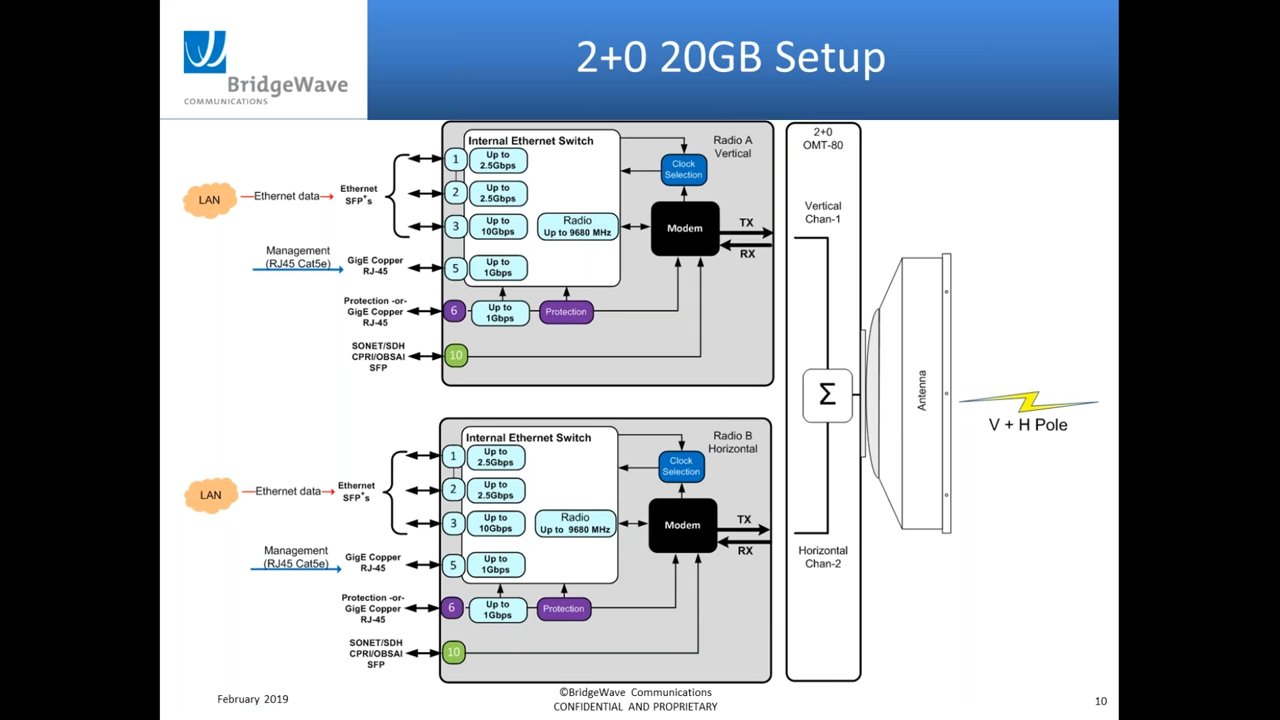 BridgeWave
COMMUNICATIONS
2+0 20GB Setup
Internal Ethernet Switch
Radio A
Vertical
1
Up to
2.5Gbps
Clock
Selection
2
Up to
2.5Gbps
LAN
Ethernet data
Ethernet
SFP+s
3
Up to
10Gbps
Radio
Up to 9680 MHz
Modem
TX
RX
Management
(RJ45 Cat5e)
GigE Copper
RJ-45
5
Up to
1Gbps
Protection -or-
GigE Copper
RJ-45
6
Up to
1Gbps
Protection
SONET/SDH
CPRI/OBSAI
SFP
10
2+0
OMT-80
Vertical
Chan-1
Σ
Antenna
V + H Pole
Internal Ethernet Switch
Radio B
Horizontal
1
Up to
2.5Gbps
Clock
Selection
2
Up to
2.5Gbps
LAN
Ethernet data
Ethernet
SFP+s
3
Up to
10Gbps
Radio
Up to 9680 MHz
Modem
TX
RX
Management
(RJ45 Cat5e)
GigE Copper
RJ-45
5
Up to
1Gbps
Horizontal
Chan-2
Protection -or-
GigE Copper
RJ-45
6
Up to
1Gbps
Protection
SONET/SDH
CPRI/OBSAI
SFP
10
February 2019
©BridgeWave Communications
CONFIDENTIAL AND PROPRIETARY
10